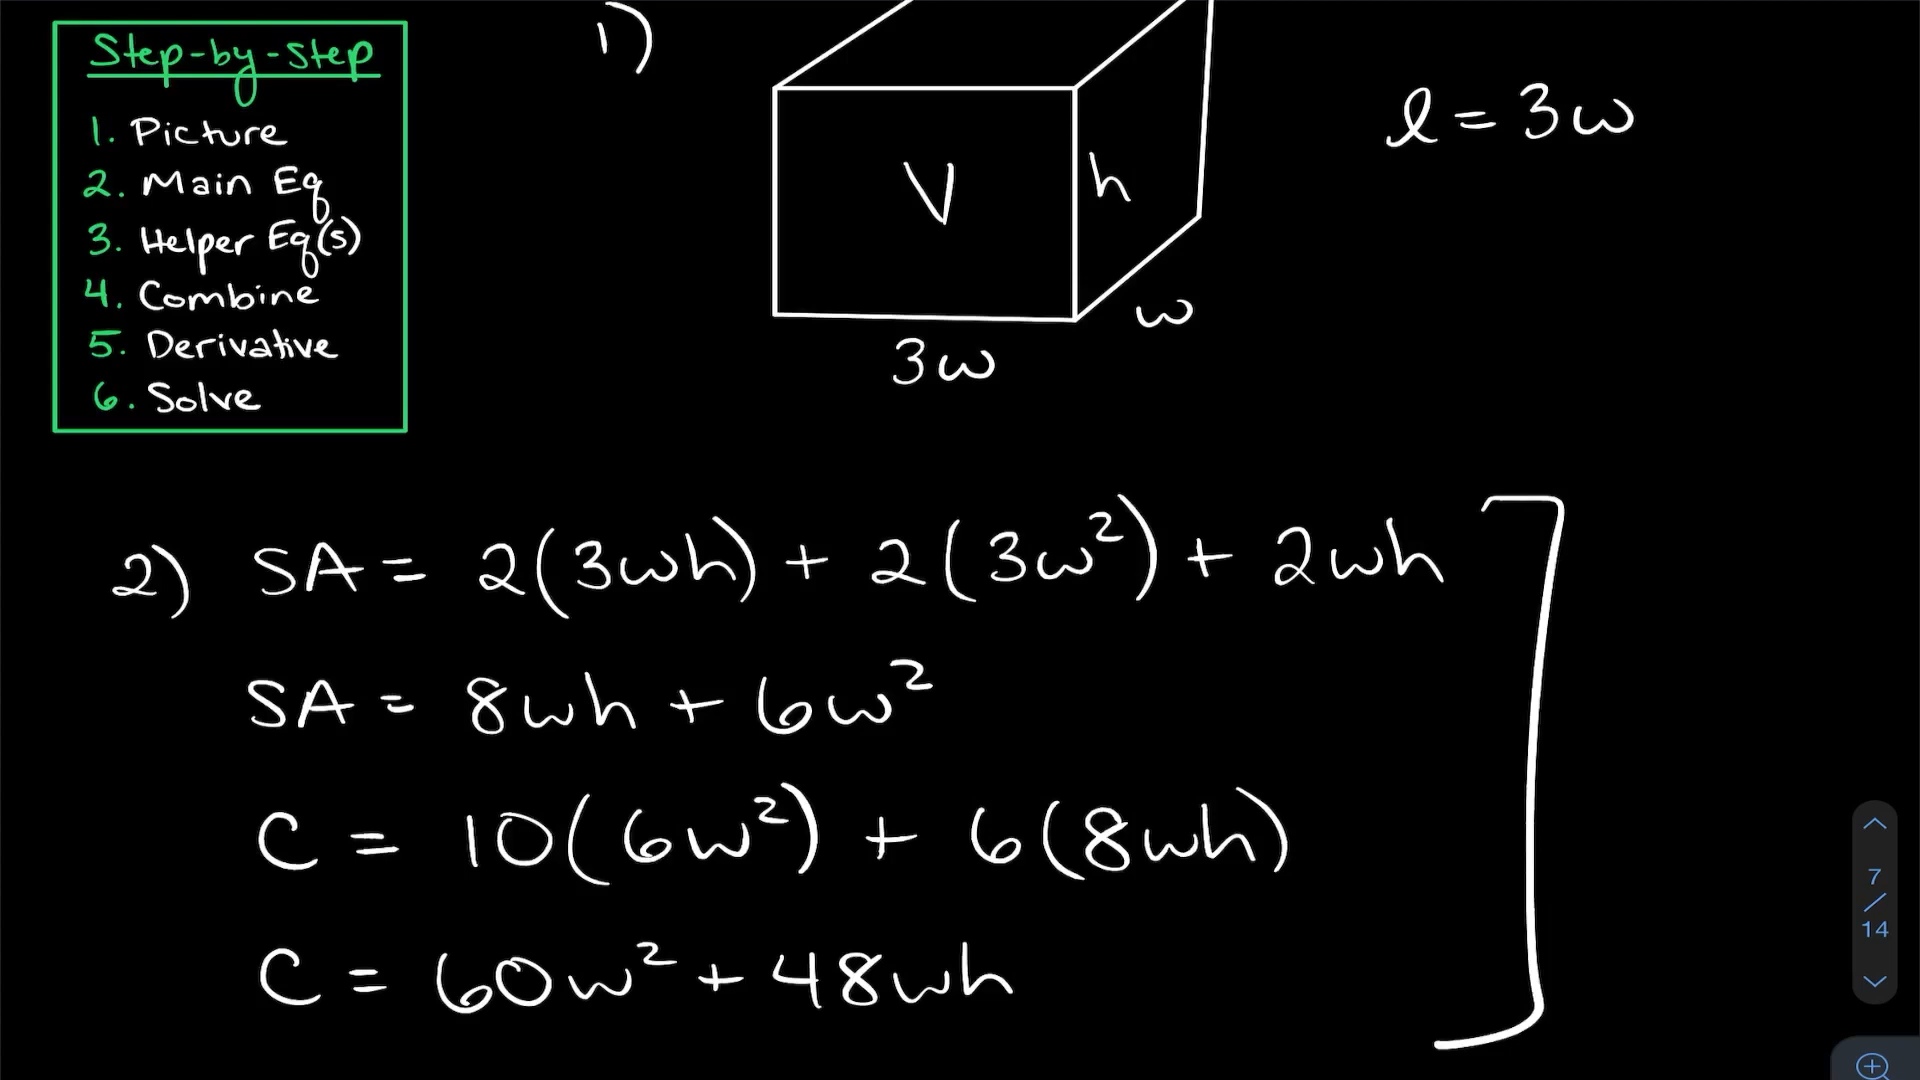 Step-by-Step
1. Picture
2. Main Eq
3. Helper Eq(s)
4. Combine
5. Derivative
6. Solve
1)
V
h
w
3w
l = 3w
2) SA = 2(3wh) + 2(3w²) + 2wh
SA = 8wh + 6w²
C = 10(6w²) + 6(8wh)
C = 60w² + 48wh
7
/
14